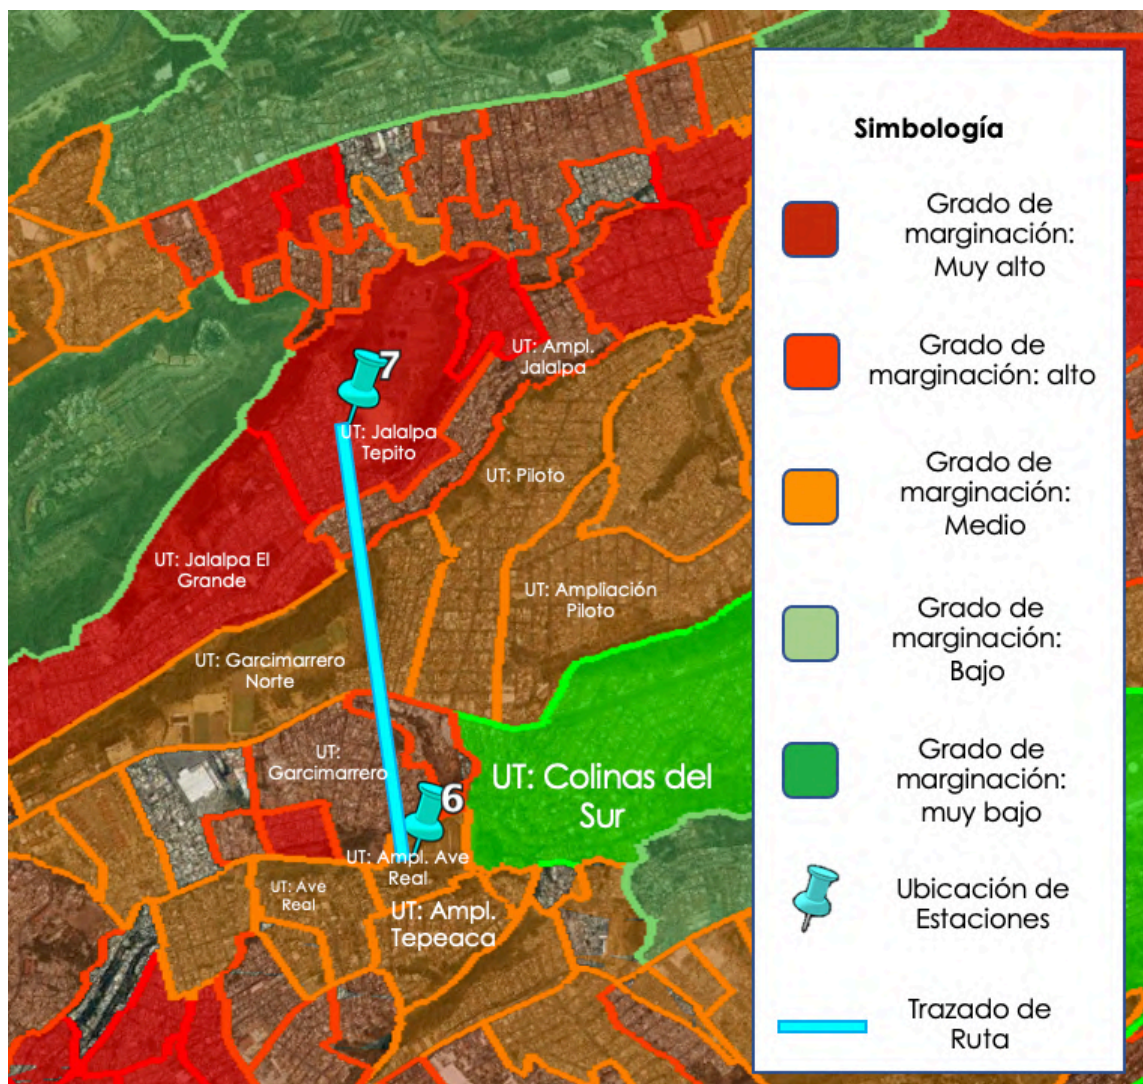 Simbología
Grado de
marginación:
Muy alto
Grado de
marginación: alto
Grado de
marginación:
Medio
Grado de
marginación:
Bajo
Grado de
marginación:
muy bajo
Ubicación de
Estaciones
Trazado de
Ruta
7
UT: Ampl.
Jalalpa
UT: Jalalpa
Tepito
UT: Piloto
UT: Jalalpa El
Grande
UT: Ampliación
Piloto
UT: Garcimarrero
Norte
UT:
Garcimarrero
UT: Colinas del
Sur
6
UT: Ampl. Ave
Real
UT: Ave
Real
UT: Ampl.
Tepeaca